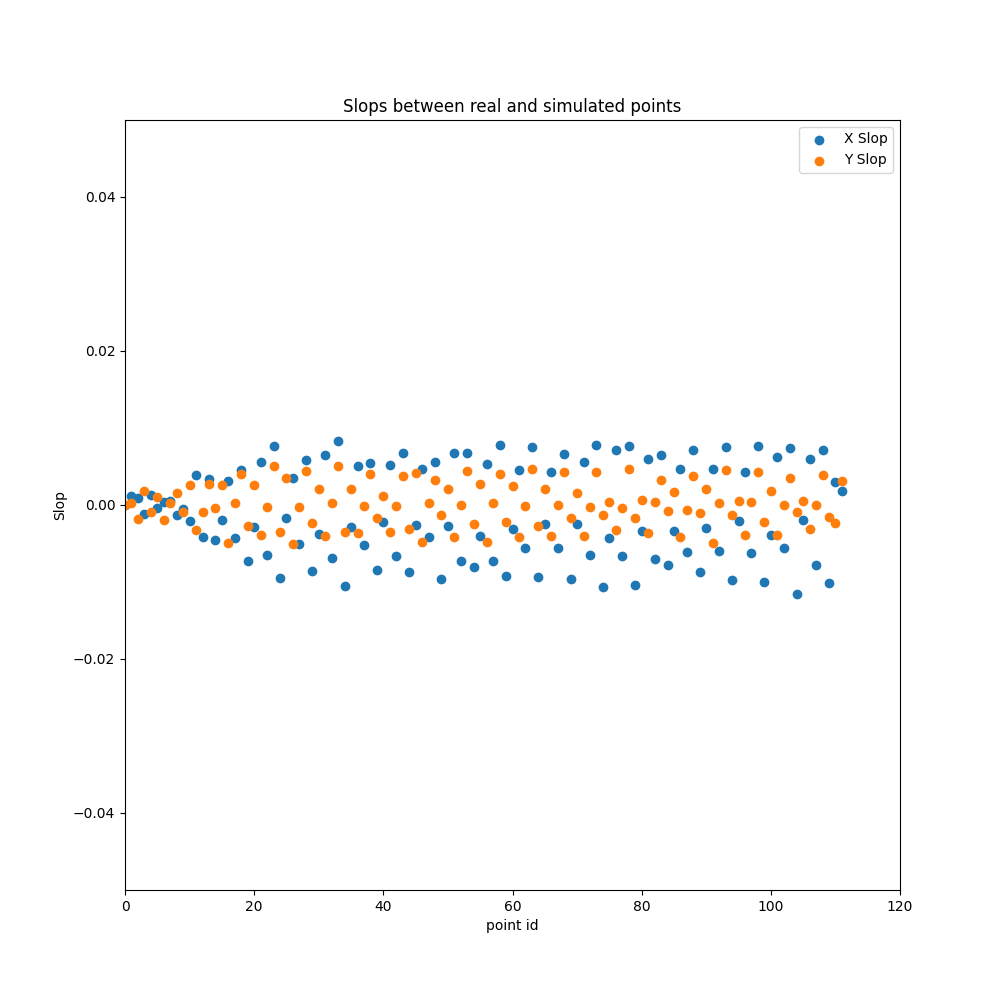 Slops between real and simulated points
X Slop
Y Slop
0.04
0.02
0.00
−0.02
−0.04
Slop
0 20 40 60 80 100 120
point id